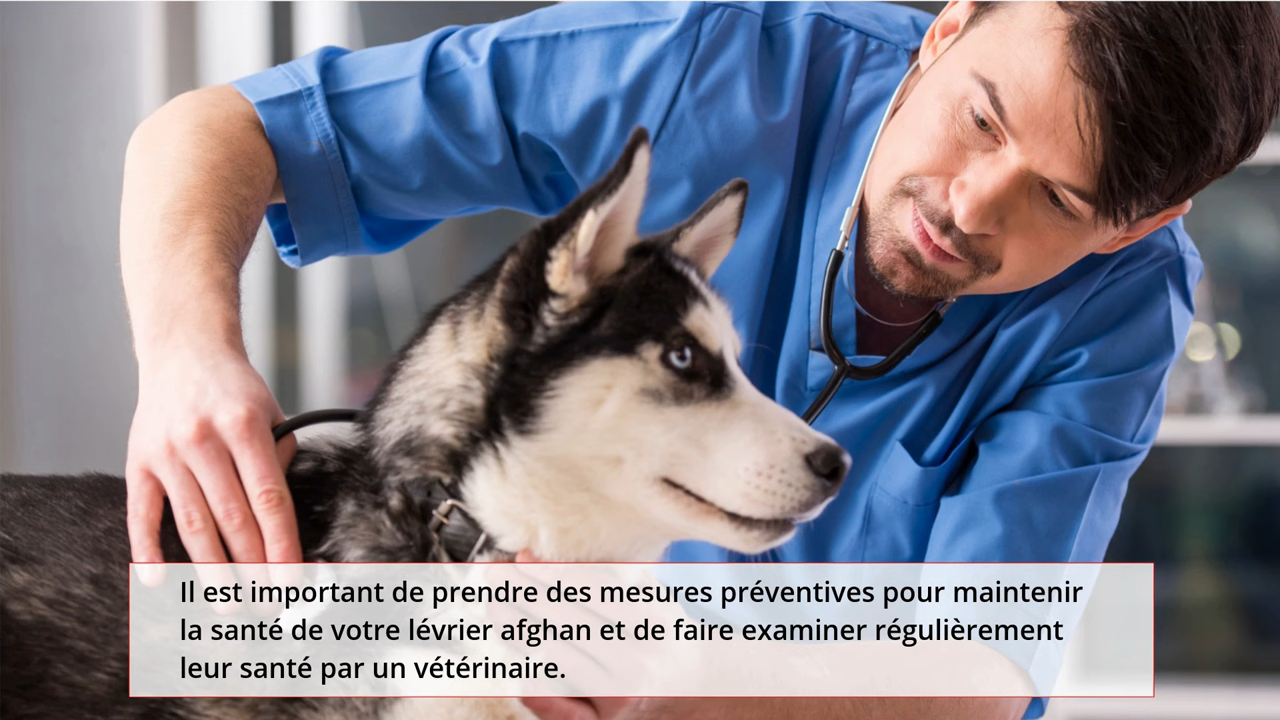 Il est important de prendre des mesures préventives pour maintenir
la santé de votre lévrier afghan et de faire examiner régulièrement
leur santé par un vétérinaire.